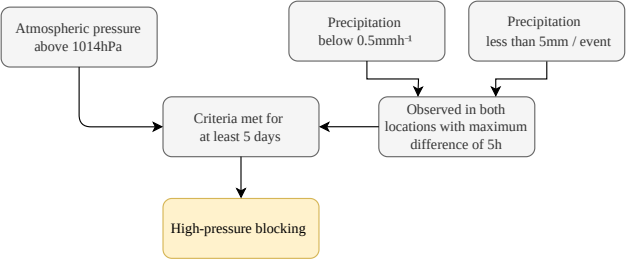 Atmospheric pressure
above 1014hPa
Precipitation
below 0.5mmh⁻¹
Precipitation
less than 5mm / event
Criteria met for
at least 5 days
Observed in both
locations with maximum
difference of 5h
High-pressure blocking